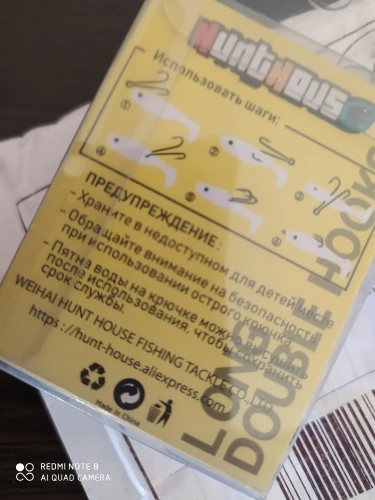 HuntHouse
Использовать шаги:
ПРЕДУПРЕЖДЕНИЕ:
- Храните в недоступном для детей месте
- Обращайте внимание на безопасность
при использовании острого крючка
- Пятна воды на крючке можно высушить
после использования, чтобы сохранить
срок службы.
WEIHAI HUNT HOUSE FISHING TACKLE CO., LTD
https://hunt-house.aliexpress.com
Made in China
LONG
DOUBLE HOOKS
REDMI NOTE 8
AI QUAD CAMERA